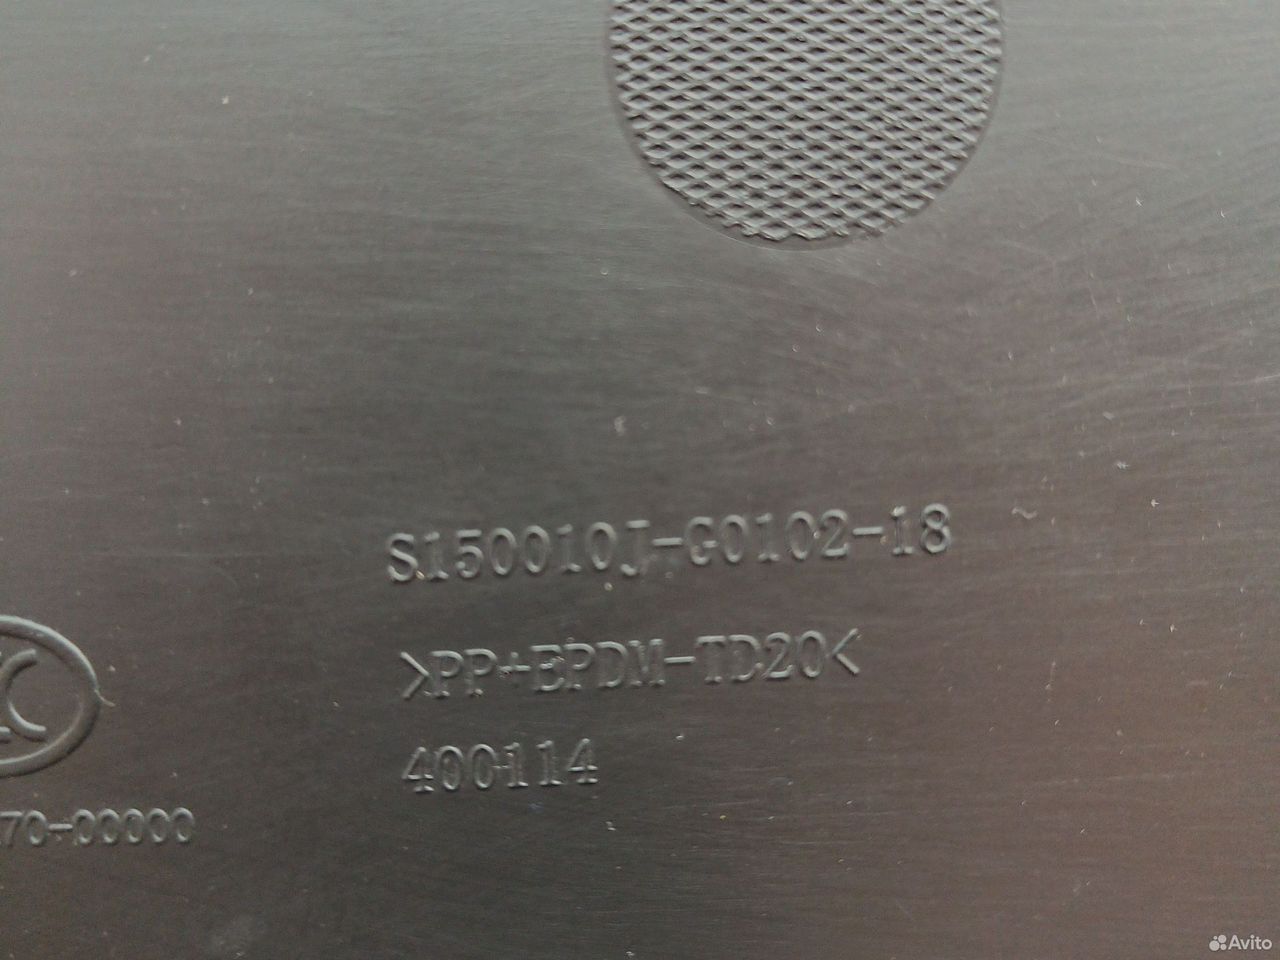 S150010J-G0102-18
>PP+EPDM-TD20<
400114
70-00000
Avito